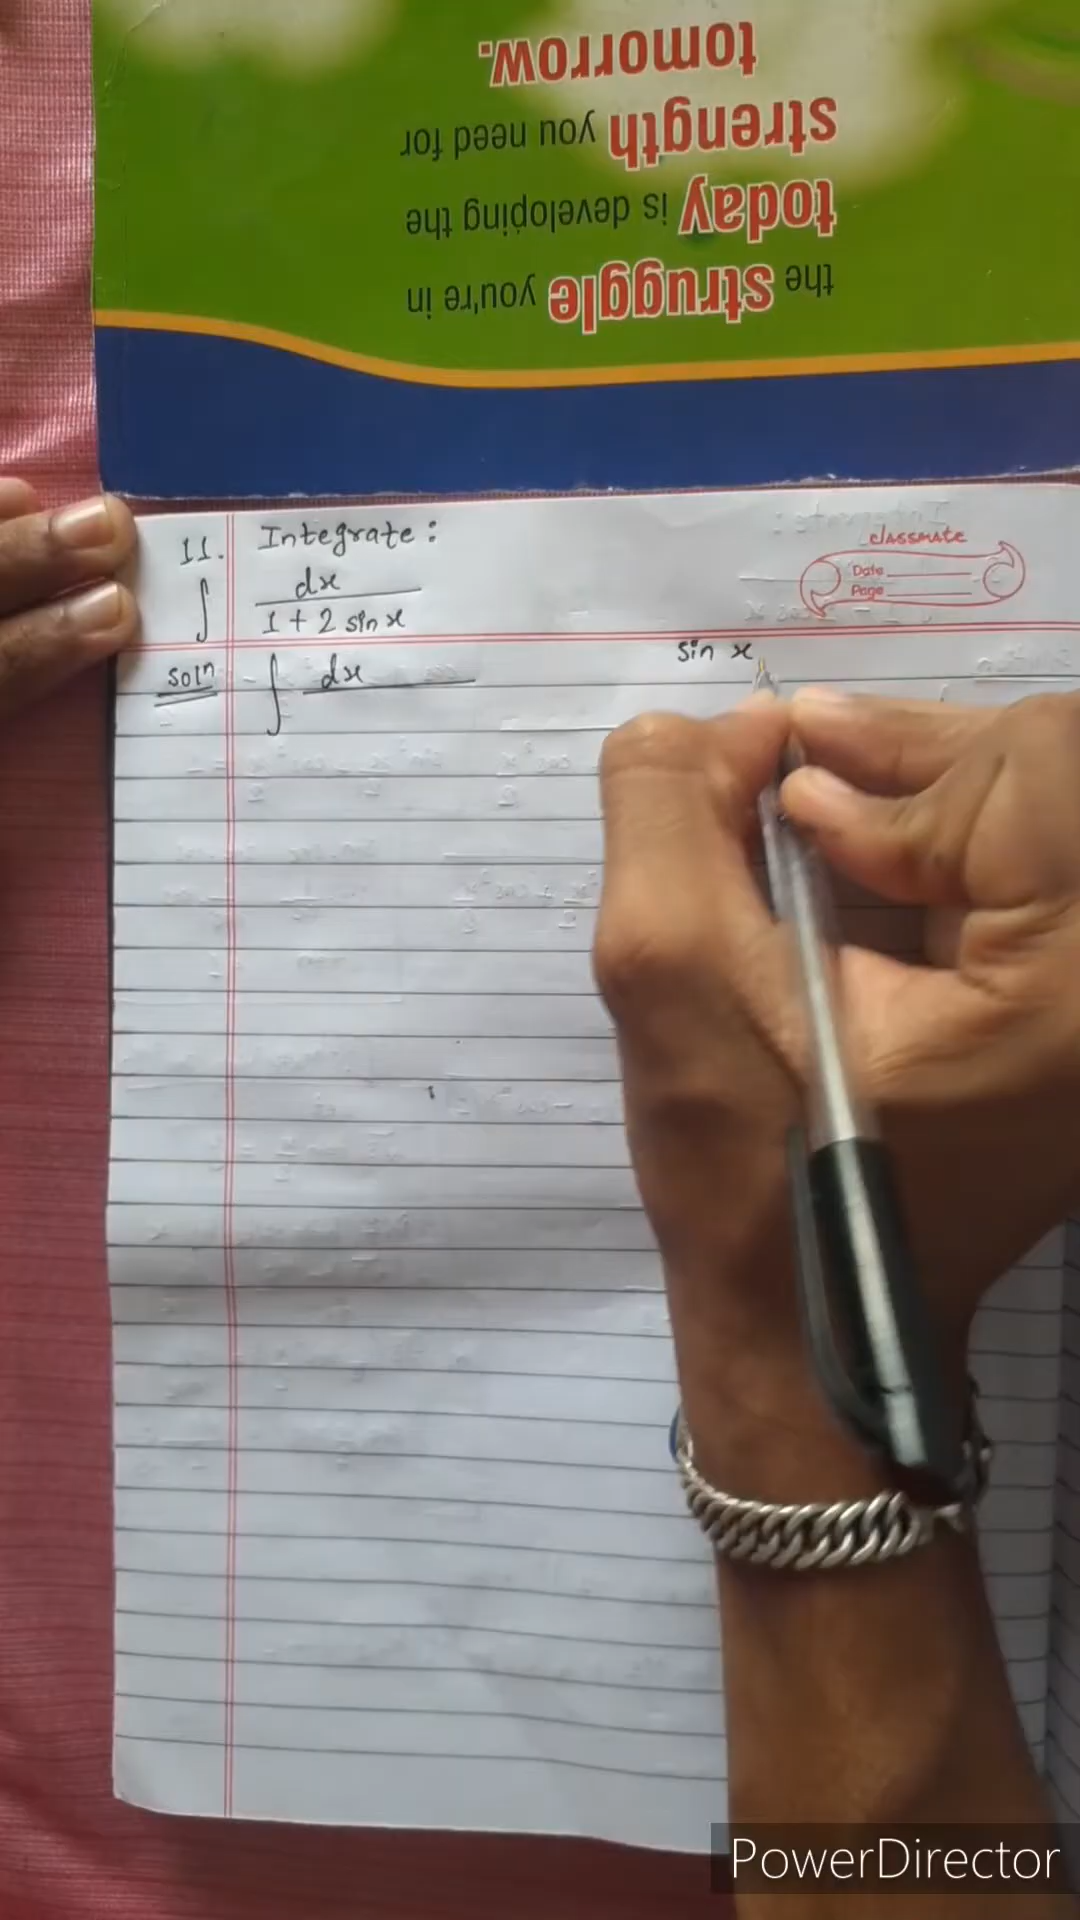 the struggle you're in
today is developing the
strength you need for
tomorrow.
11. Integrate:
∫ dx
1 + 2 sin x
classmate
Date
Page
Soln ∫ dx
sin x
PowerDirector